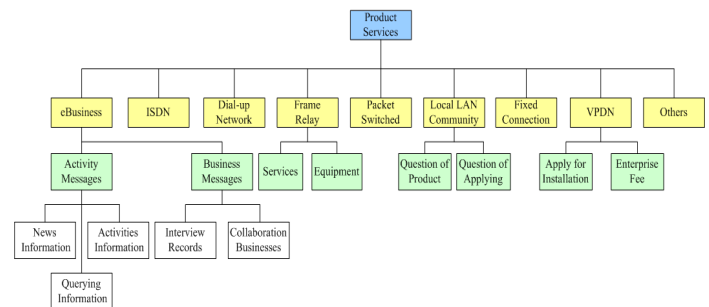 Product
Services
eBusiness
ISDN
Dial-up
Network
Frame
Relay
Packet
Switched
Local LAN
Community
Fixed
Connection
VPDN
Others
Activity
Messages
Business
Messages
Services
Equipment
Question of
Product
Question of
Applying
Apply for
Installation
Enterprise
Fee
News
Information
Activities
Information
Interview
Records
Collaboration
Businesses
Querying
Information